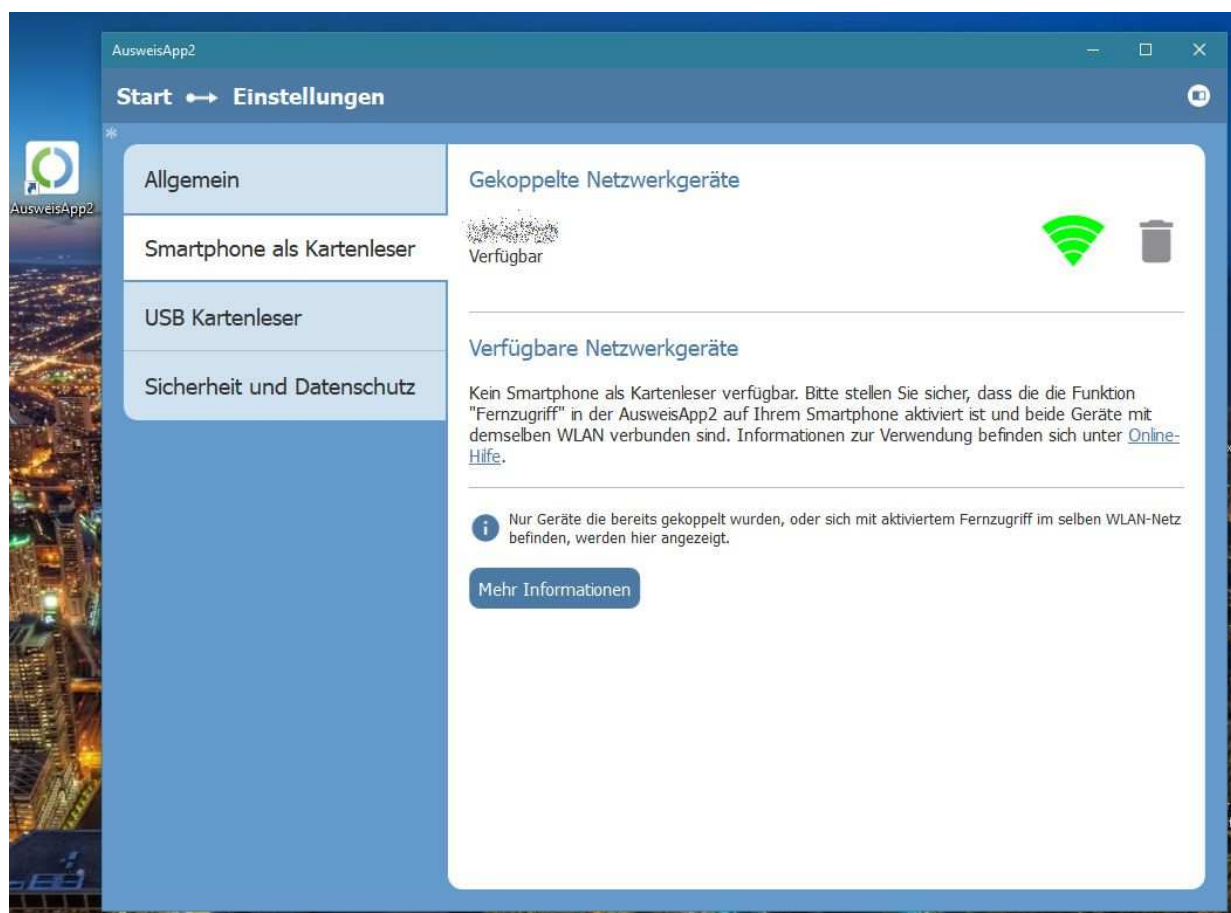 AusweisApp2
Start Einstellungen
AusweisApp2
Allgemein
Smartphone als Kartenleser
USB Kartenleser
Sicherheit und Datenschutz
Gekoppelte Netzwerkgeräte
Verfügbar
Verfügbare Netzwerkgeräte
Kein Smartphone als Kartenleser verfügbar. Bitte stellen Sie sicher, dass die die Funktion
"Fernzugriff" in der AusweisApp2 auf Ihrem Smartphone aktiviert ist und beide Geräte mit
demselben WLAN verbunden sind. Informationen zur Verwendung befinden sich unter Online-
Hilfe.
Nur Geräte die bereits gekoppelt wurden, oder sich mit aktiviertem Fernzugriff im selben WLAN-Netz
befinden, werden hier angezeigt.
Mehr Informationen